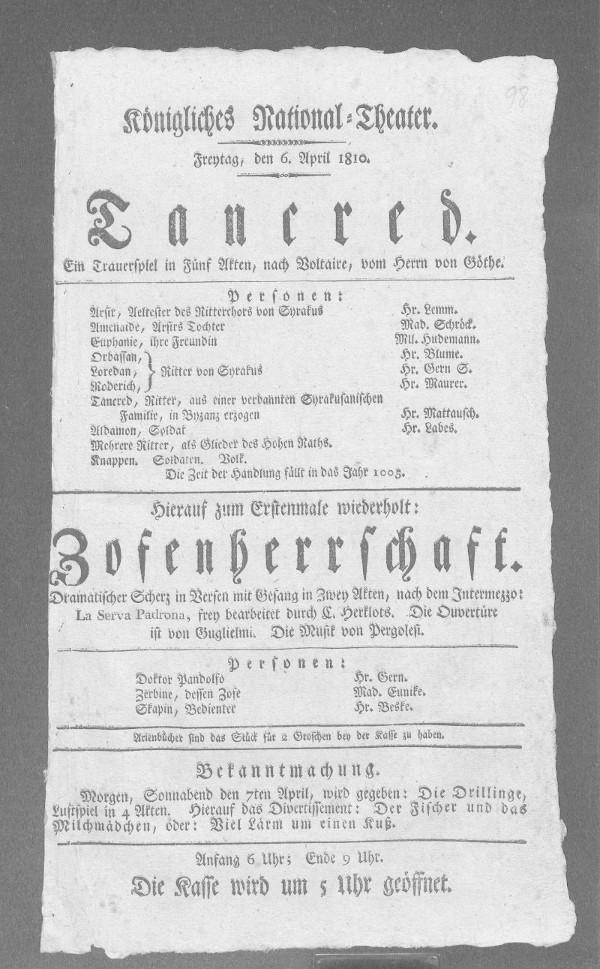 98
Königliches National-Theater.
Freytag, den 6. April 1810.
Tancred.
Ein Trauerspiel in Fünf Akten, nach Voltaire, vom Herrn von Göthe.
Personen:
Arsir, Aeltester des Ritterchors von Syrakus Hr. Lemm.
Amenaide, Arsirs Tochter Mad. Schröck.
Euphanie, ihre Freundin Mll. Hudemann.
Orbassan, Hr. Blume.
Loredan, Ritter von Syrakus Hr. Gern S.
Roderich, Hr. Maurer.
Tancred, Ritter, aus einer verbannten Syrakusanischen
Familie, in Byzanz erzogen Hr. Mattausch.
Aldamon, Soldat Hr. Labes.
Mehrere Ritter, als Glieder des Hohen Raths.
Knappen. Soldaten. Volk.
Die Zeit der Handlung fällt in das Jahr 1005.
Hierauf zum Erstenmale wiederholt:
Zofenherrschaft.
Dramatischer Scherz in Versen mit Gesang in Zwey Akten, nach dem Intermezzo:
La Serva Padrona, frey bearbeitet durch C. Herklots. Die Ouvertüre
ist von Guglielmi. Die Musik von Pergolesi.
Personen:
Doktor Pandolfo Hr. Gern.
Zerbine, dessen Zofe Mad. Eunike.
Skapin, Bedienter Hr. Beske.
Arienbücher sind das Stück für 2 Groschen bey der Kasse zu haben.
Bekanntmachung.
Morgen, Sonnabend den 7ten April, wird gegeben: Die Drillinge,
Lustspiel in 4 Akten. Hierauf das Divertissement: Der Fischer und das
Milchmädchen, oder: Viel Lärm um einen Kuß.
Anfang 6 Uhr; Ende 9 Uhr.
Die Kasse wird um 5 Uhr geöffnet.